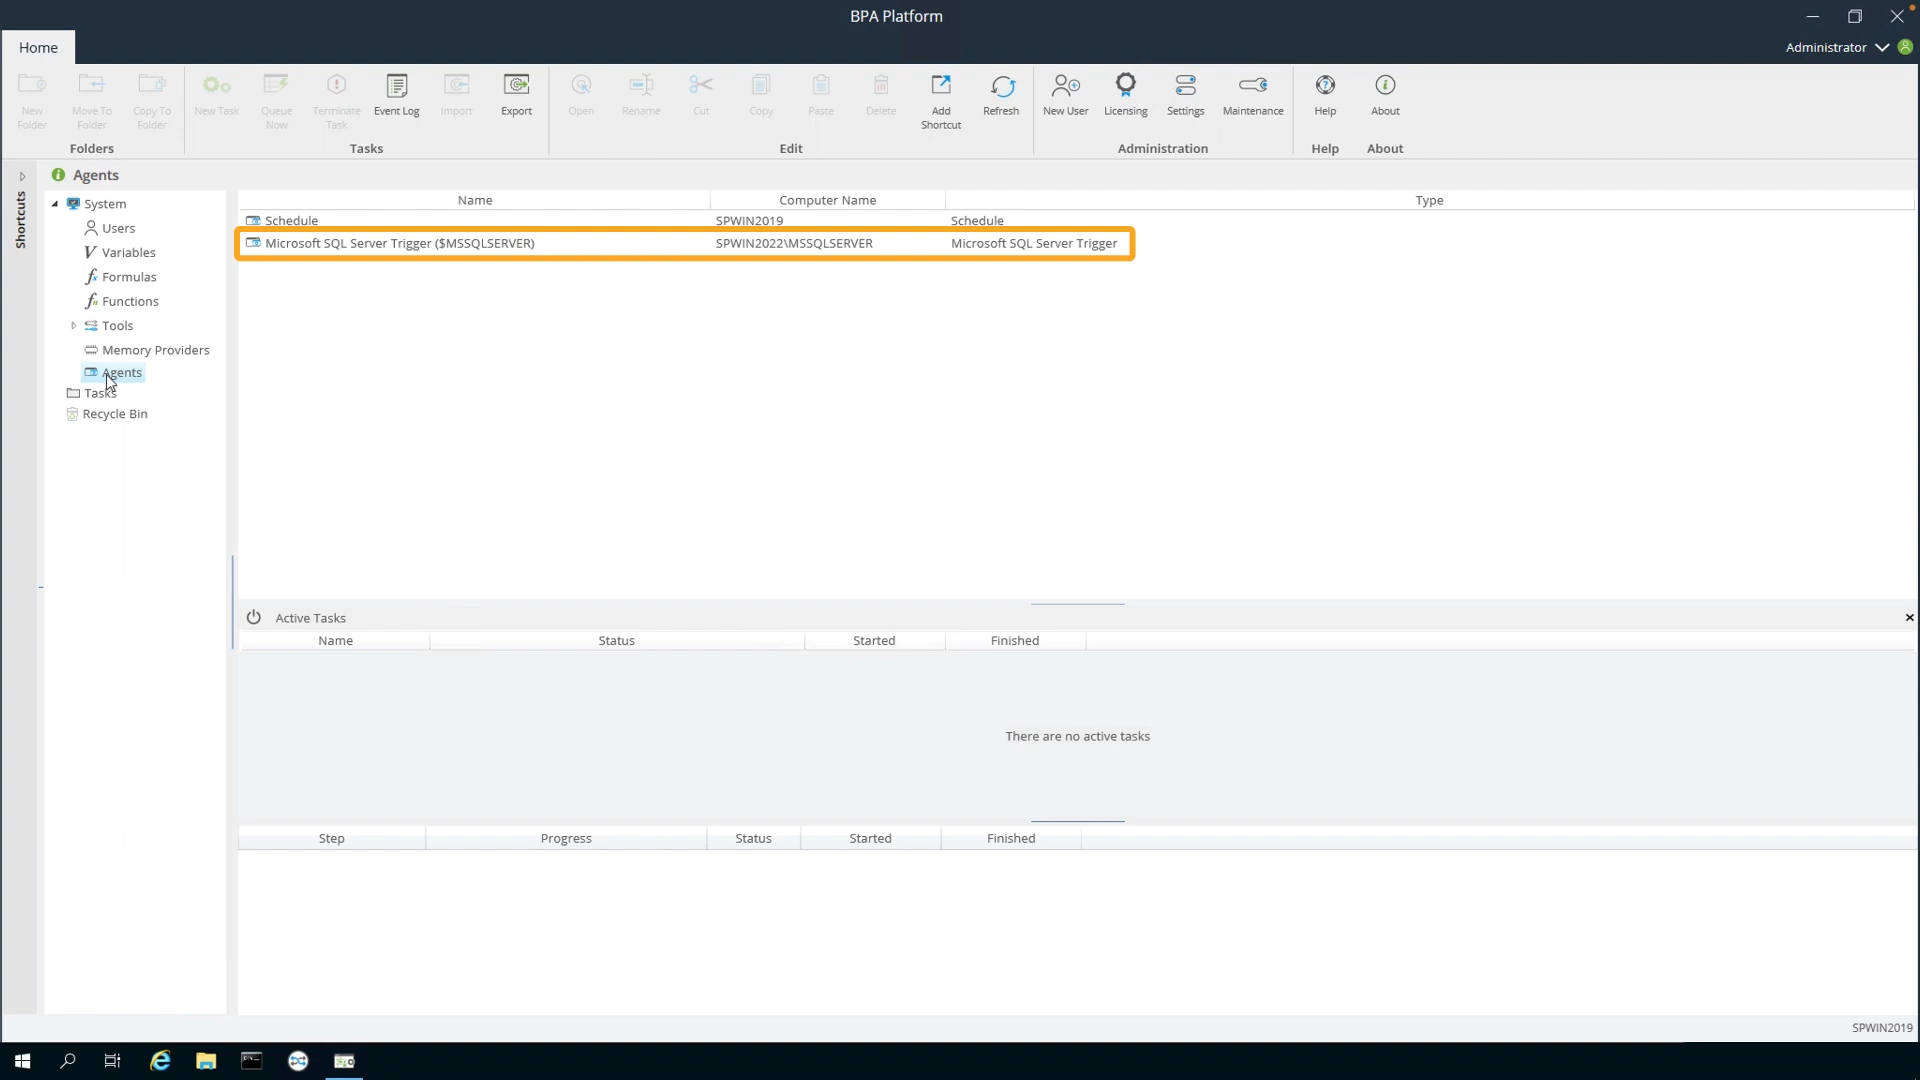 BPA Platform
Home
Administrator
New Folder
Move To Folder
Copy To Folder
New Task
Queue Now
Terminate Task
Event Log
Import
Export
Open
Rename
Cut
Copy
Paste
Delete
Add Shortcut
Refresh
New User
Licensing
Settings
Maintenance
Help
About
Folders
Tasks
Edit
Administration
Help
About
Shortcuts
Agents
System
Users
Variables
Formulas
Functions
Tools
Memory Providers
Agents
Tasks
Recycle Bin
Name Computer Name Type
Schedule SPWIN2019 Schedule
Microsoft SQL Server Trigger ($MSSQLSERVER) SPWIN2022\MSSQLSERVER Microsoft SQL Server Trigger
Active Tasks
Name Status Started Finished
There are no active tasks
Step Progress Status Started Finished
SPWIN2019